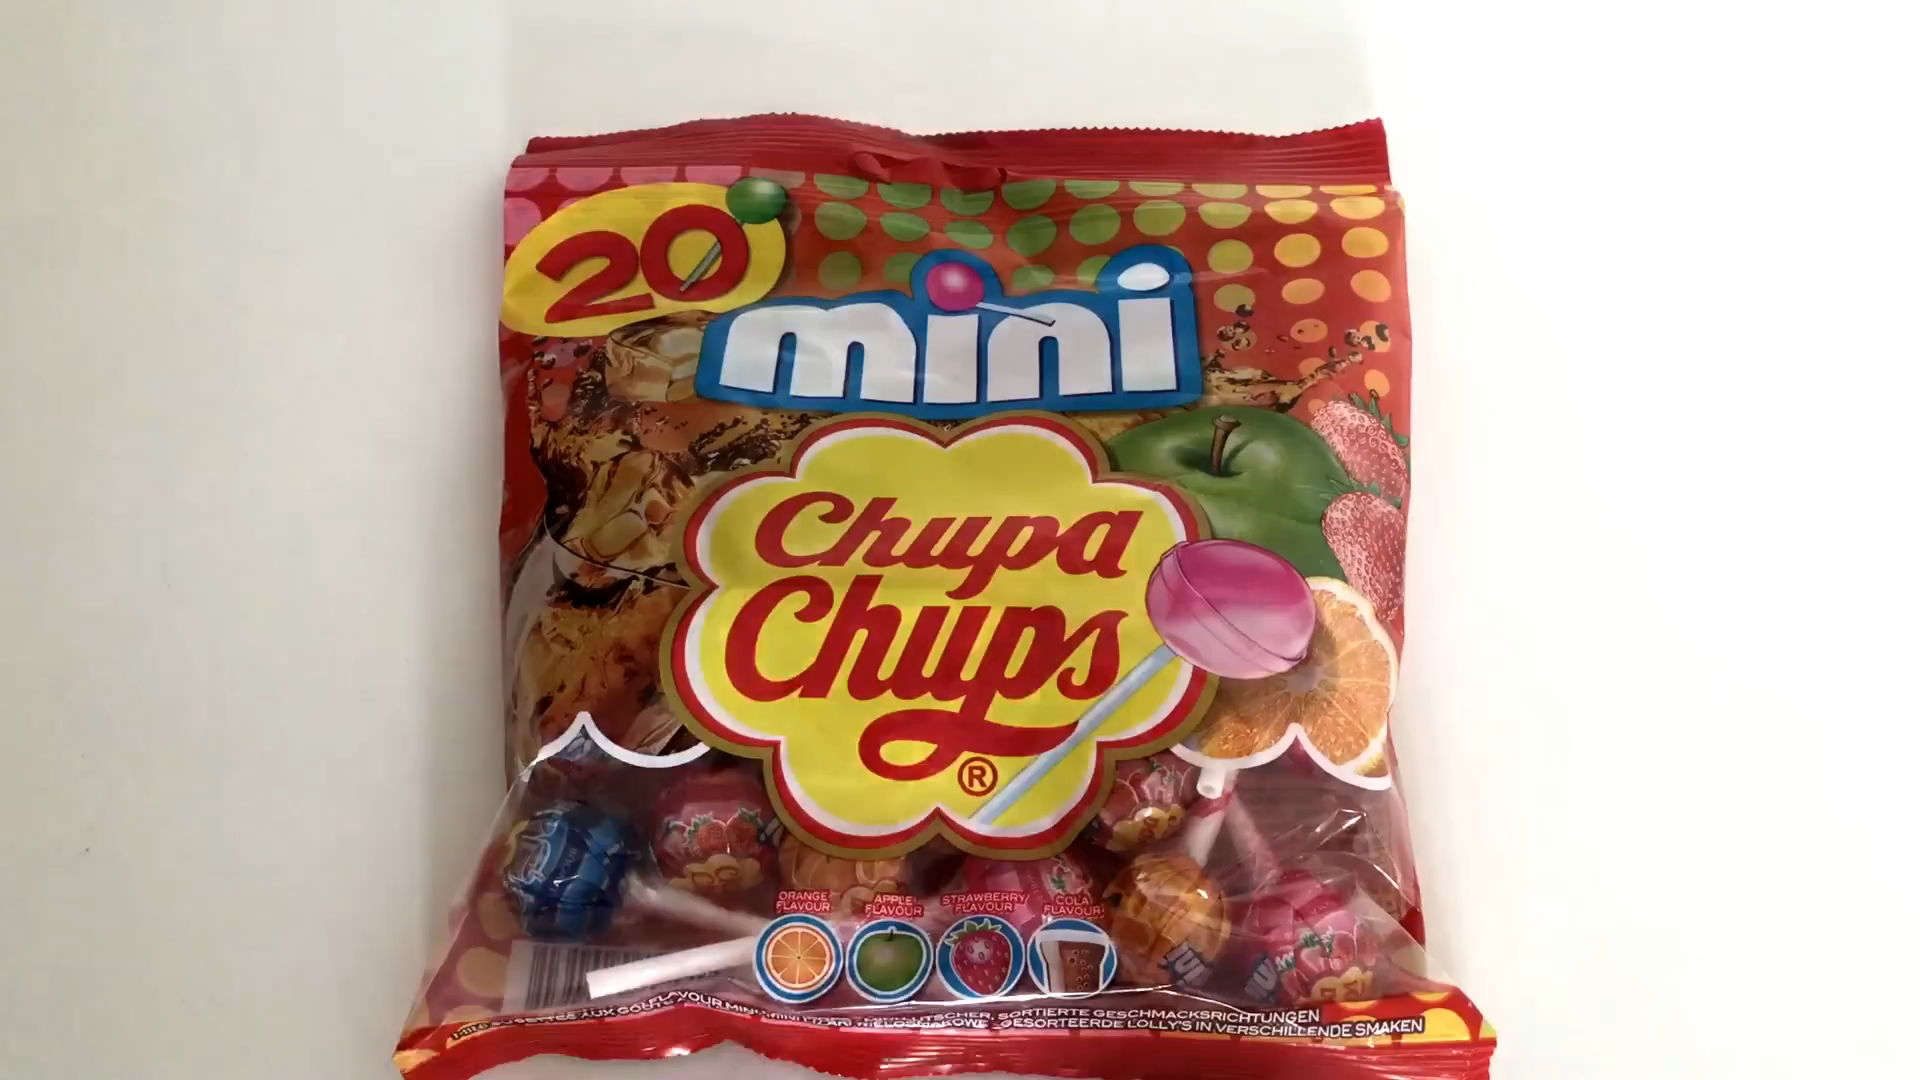 20
mini
Chupa
Chups
®
ORANGE
FLAVOUR
APPLE
FLAVOUR
STRAWBERRY
FLAVOUR
COLA
FLAVOUR
SORTIERTE GESCHMACKSRICHTUNGEN
GESORTEERDE LOLLY'S IN VERSCHILLENDE SMAKEN